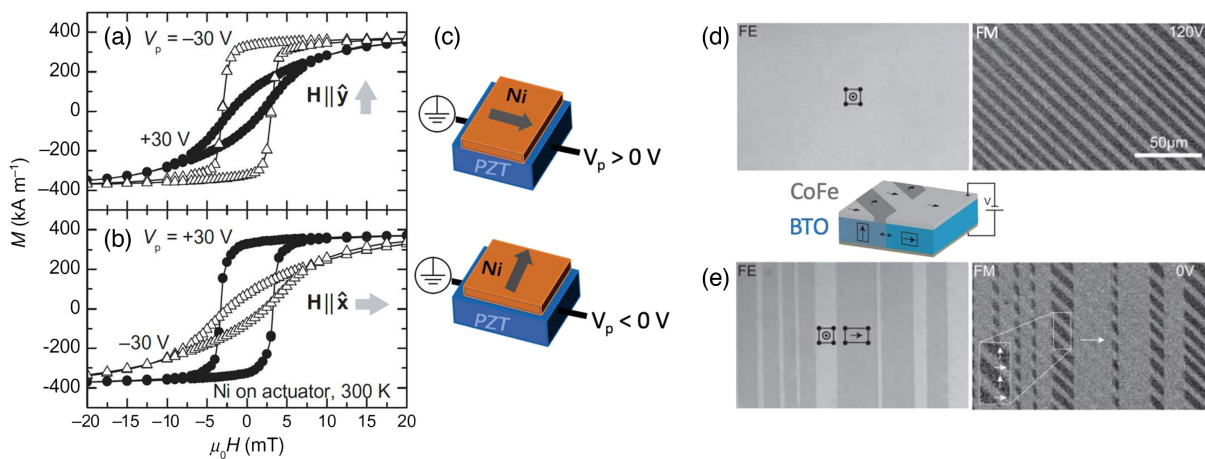 (a)
V_p = –30 V
+30 V
H || ŷ
400
200
0
–200
–400
(b)
V_p = +30 V
–30 V
H || x̂
Ni on actuator, 300 K
400
200
0
–200
–400
M (kA m⁻¹)
–20 –15 –10 –5 0 5 10 15 20
μ₀H (mT)
(c)
Ni
PZT
V_p > 0 V
Ni
PZT
V_p < 0 V
(d)
FE
FM
120V
50μm
CoFe
BTO
V
(e)
FE
FM
0V